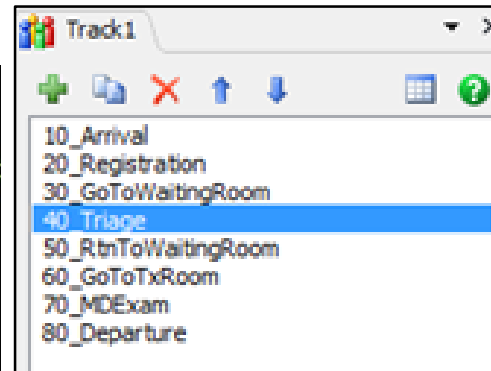 Track1
10_Arrival
20_Registration
30_GoToWaitingRoom
40_Triage
50_RtnToWaitingRoom
60_GoToTxRoom
70_MDExam
80_Departure